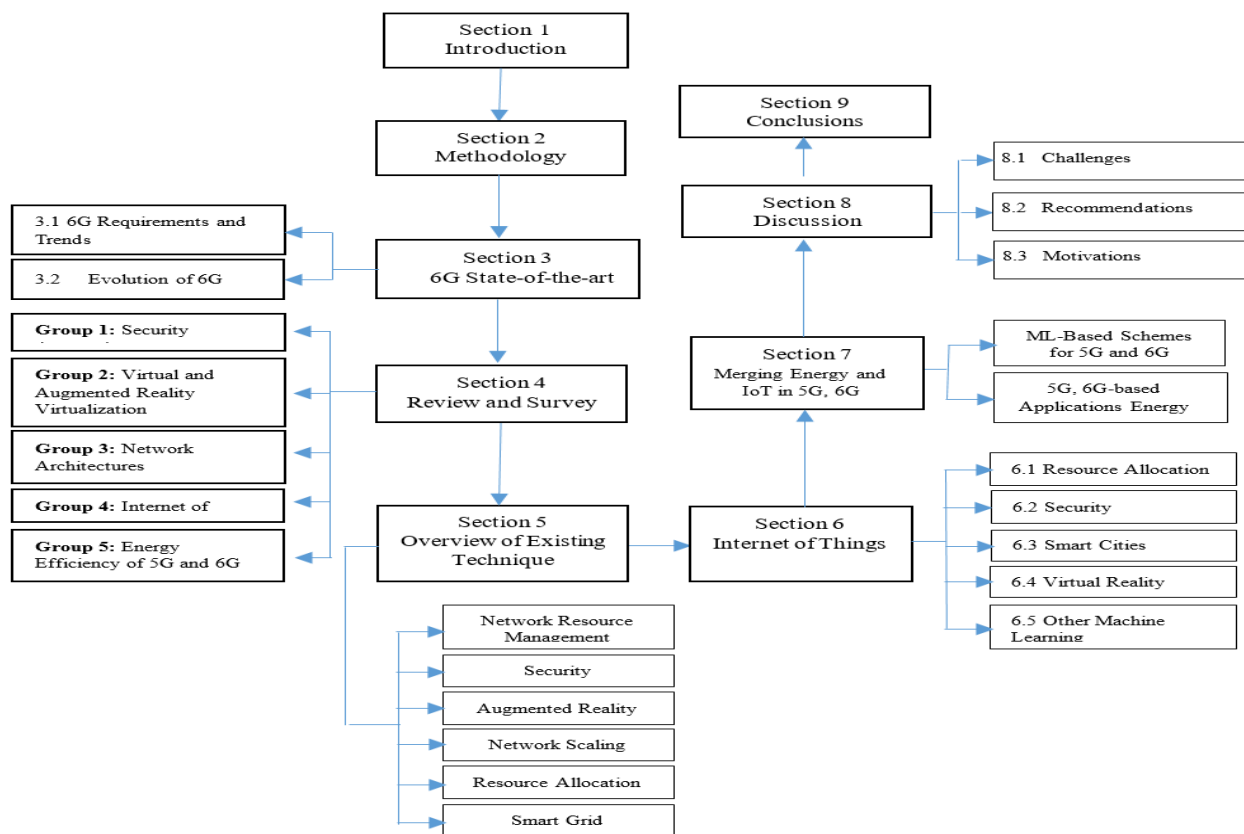 Section 1
Introduction
Section 2
Methodology
Section 3
6G State-of-the-art
3.1 6G Requirements and
Trends
3.2 Evolution of 6G
Section 4
Review and Survey
Group 1: Security
Group 2: Virtual and
Augmented Reality
Virtualization
Group 3: Network
Architectures
Group 4: Internet of
Group 5: Energy
Efficiency of 5G and 6G
Section 5
Overview of Existing
Technique
Network Resource
Management
Security
Augmented Reality
Network Scaling
Resource Allocation
Smart Grid
Section 6
Internet of Things
6.1 Resource Allocation
6.2 Security
6.3 Smart Cities
6.4 Virtual Reality
6.5 Other Machine
Learning
Section 7
Merging Energy and
IoT in 5G, 6G
ML-Based Schemes
for 5G and 6G
5G, 6G-based
Applications Energy
Section 8
Discussion
8.1 Challenges
8.2 Recommendations
8.3 Motivations
Section 9
Conclusions